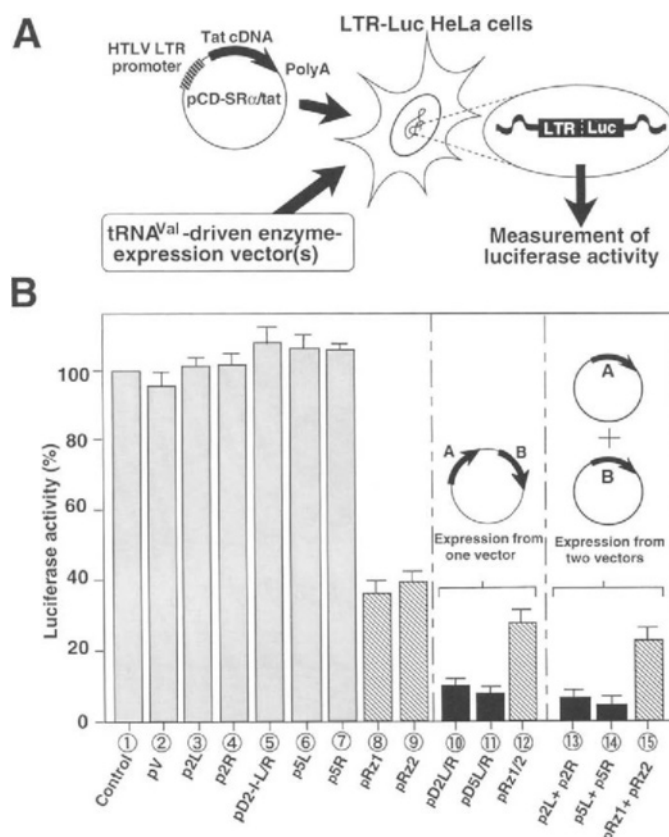 A
HTLV LTR
promoter
Tat cDNA
PolyA
pCD-SRα/tat
LTR-Luc HeLa cells
LTR Luc
tRNAVal-driven enzyme-
expression vector(s)
Measurement of
luciferase activity
B
Luciferase activity (%)
100
80
60
40
20
0
A B
Expression from
one vector
A
+
B
Expression from
two vectors
① ② ③ ④ ⑤ ⑥ ⑦ ⑧ ⑨ ⑩ ⑪ ⑫ ⑬ ⑭ ⑮
Control
pV
p2L
p2R
pD2-I-L/R
p5L
p5R
pRz1
pRz2
pD2L/R
pD5L/R
pRz1/2
p2L+ p2R
p5L+ p5R
pRz1+ pRz2